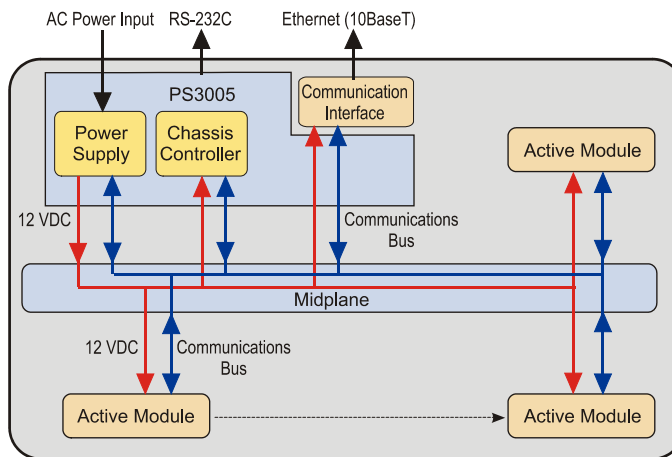 AC Power Input
RS-232C
Ethernet (10BaseT)
PS3005
Communication
Interface
Power
Supply
Chassis
Controller
Active Module
12 VDC
Communications
Bus
Midplane
12 VDC
Communications
Bus
Active Module
Active Module